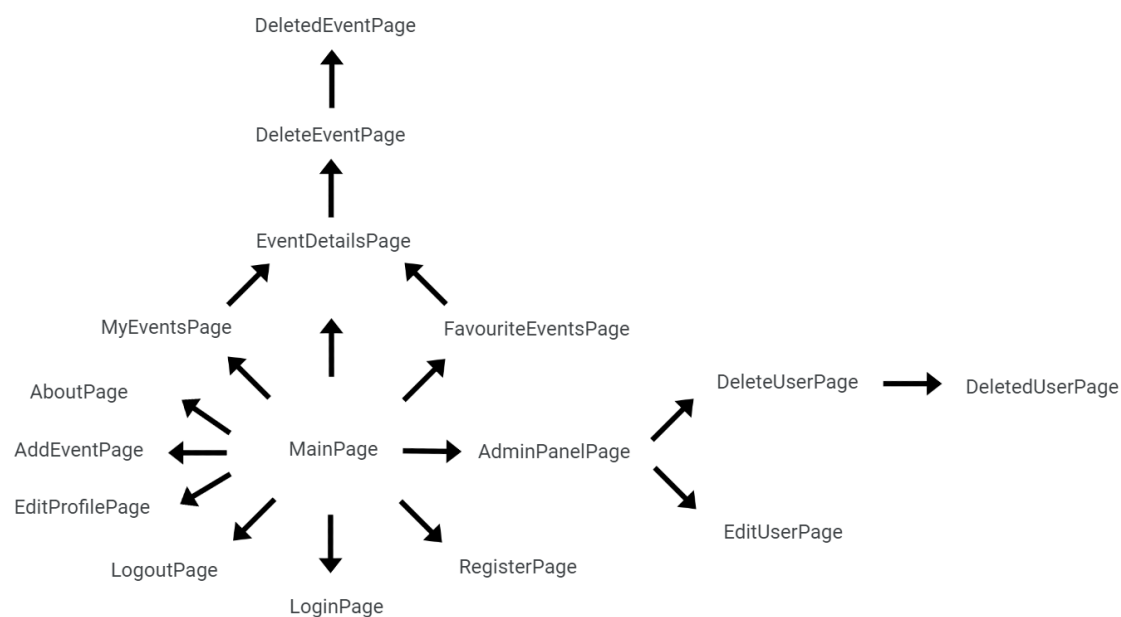 DeletedEventPage
DeleteEventPage
EventDetailsPage
MyEventsPage
FavouriteEventsPage
DeleteUserPage
DeletedUserPage
AboutPage
MainPage
AddEventPage
AdminPanelPage
EditProfilePage
EditUserPage
LogoutPage
RegisterPage
LoginPage